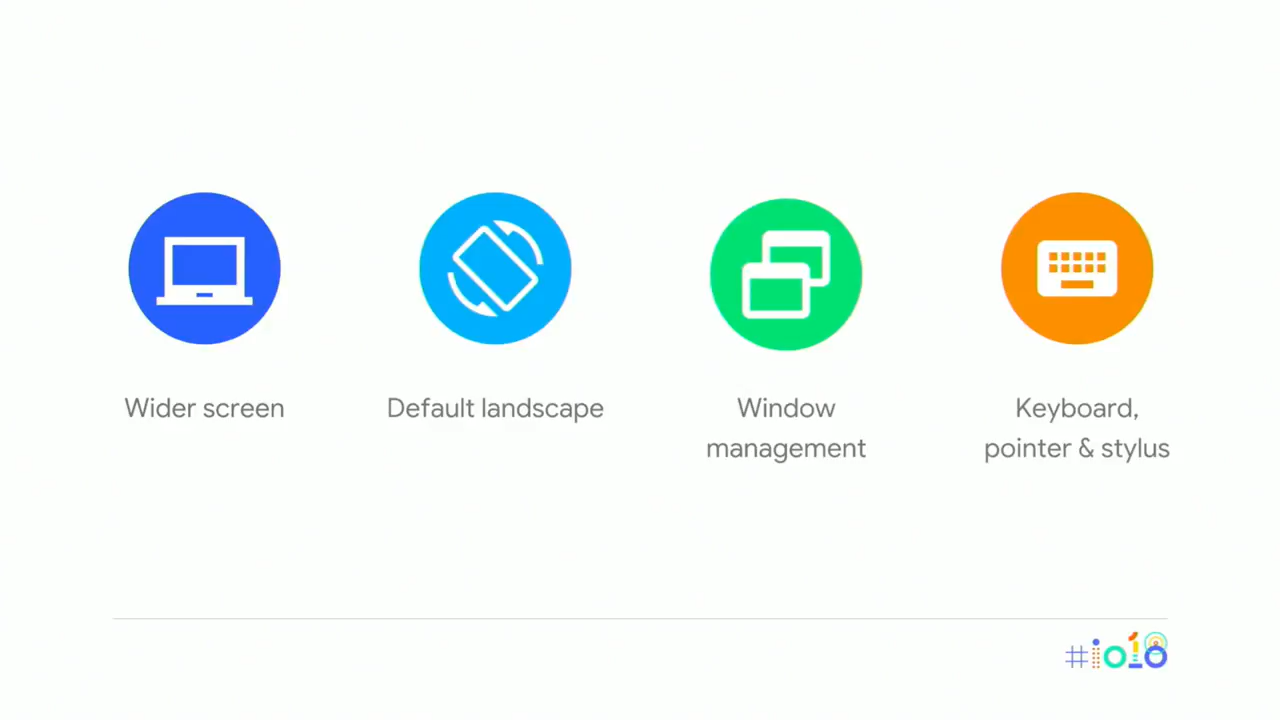 Wider screen
Default landscape
Window
management
Keyboard,
pointer & stylus
#io18